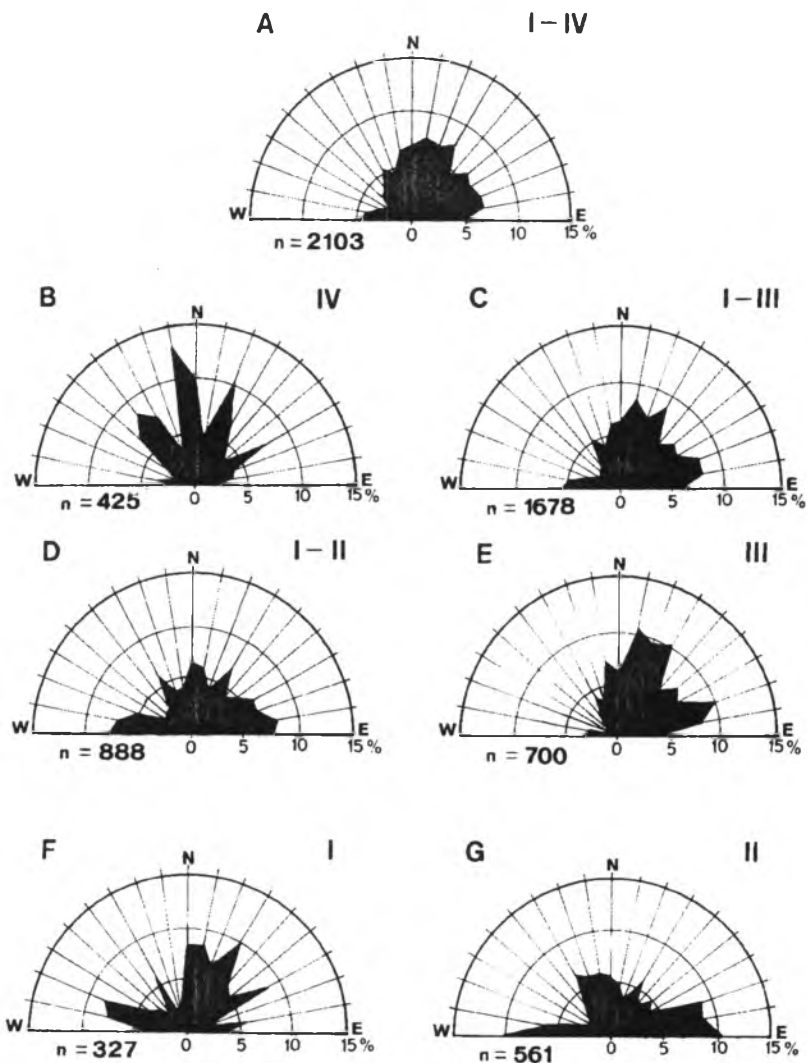 A I – IV
N
W E
0 5 10 15 %
n = 2103
B IV C I – III
N N
W E W E
0 5 10 15 % 0 5 10 15 %
n = 425 n = 1678
D I – II E III
N N
W E W E
0 5 10 15 % 0 5 10 15 %
n = 888 n = 700
F I G II
N N
W E W E
0 5 10 15 % 0 5 10 15 %
n = 327 n = 561